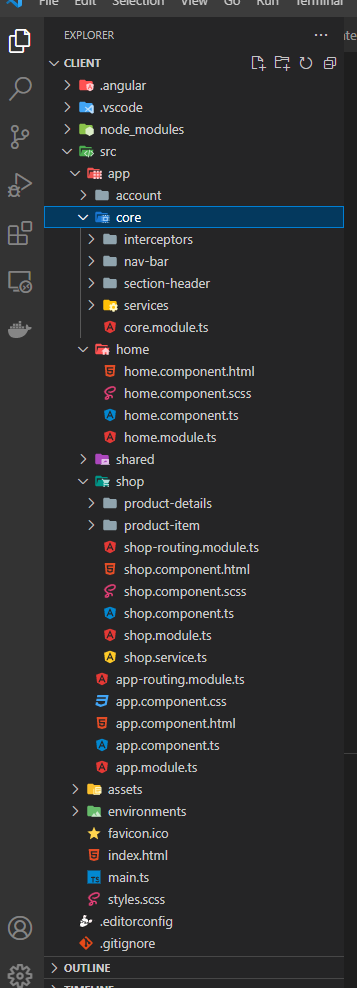 File Edit Selection View Go Run Terminal
EXPLORER
CLIENT
.angular
.vscode
node_modules
src
app
account
core
interceptors
nav-bar
section-header
services
core.module.ts
home
home.component.html
home.component.scss
home.component.ts
home.module.ts
shared
shop
product-details
product-item
shop-routing.module.ts
shop.component.html
shop.component.scss
shop.component.ts
shop.module.ts
shop.service.ts
app-routing.module.ts
app.component.css
app.component.html
app.component.ts
app.module.ts
assets
environments
favicon.ico
index.html
TS main.ts
styles.scss
.editorconfig
.gitignore
OUTLINE
TIMELINE